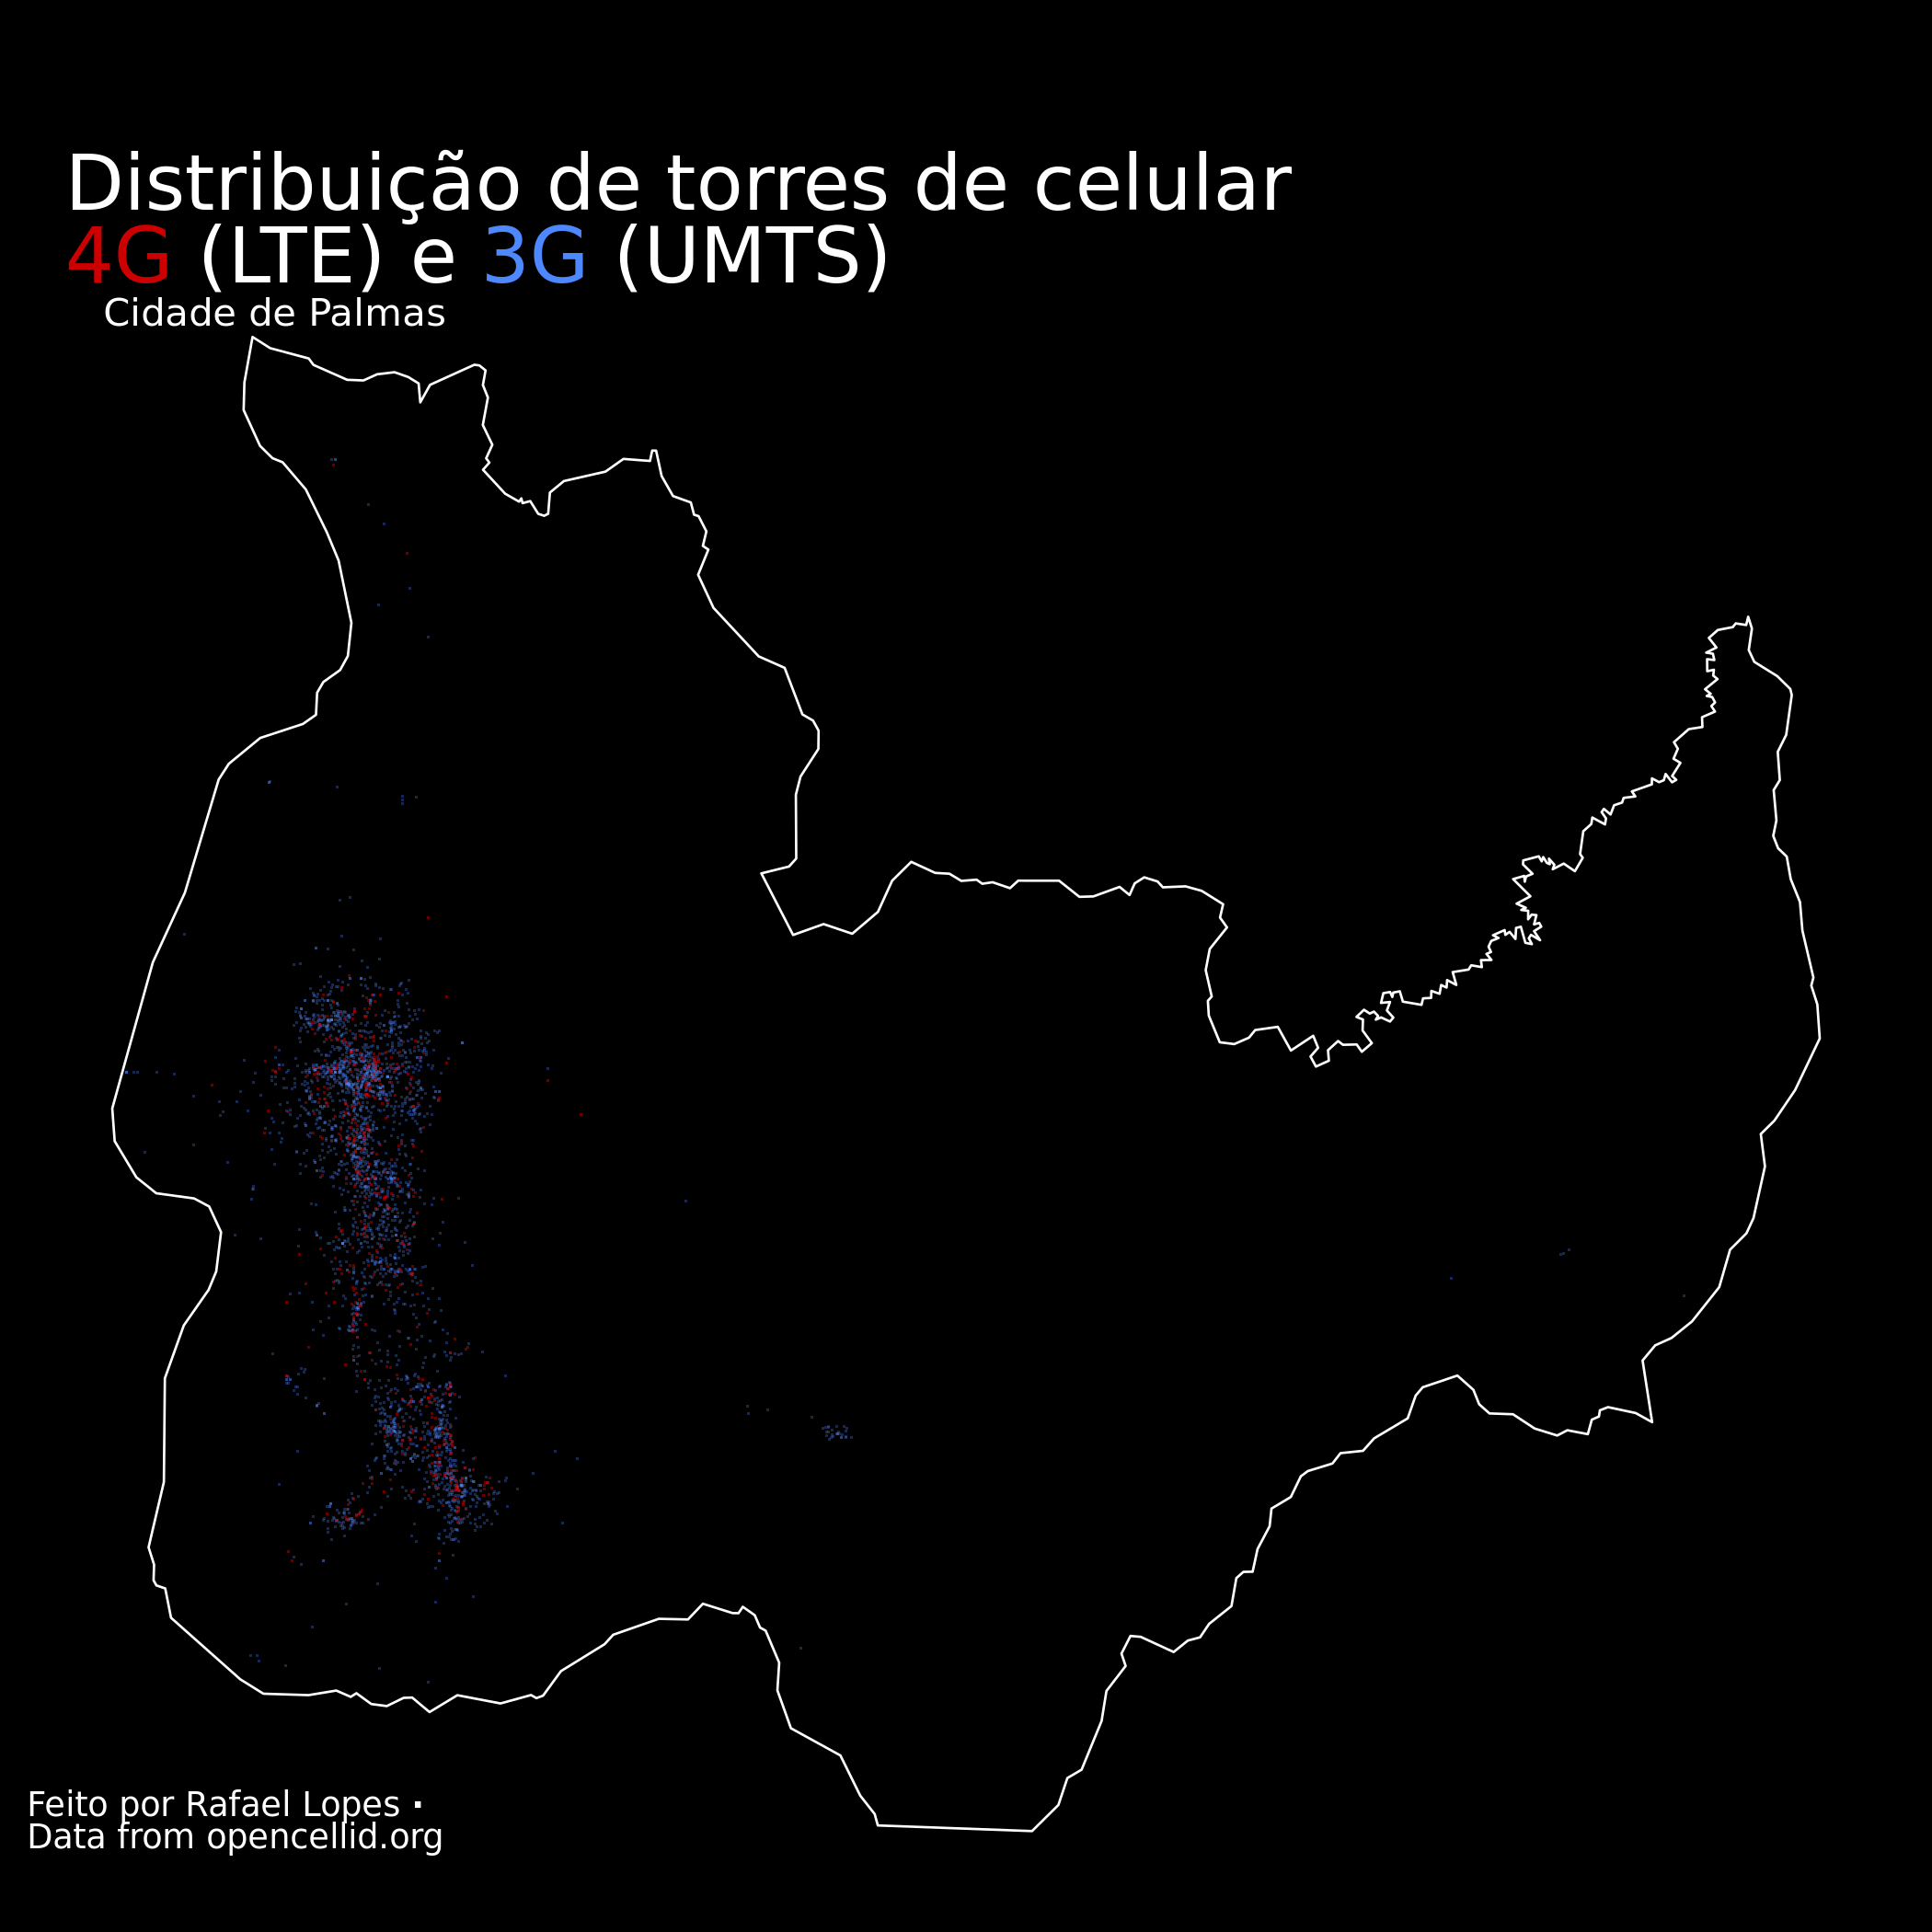 Distribuição de torres de celular
4G (LTE) e 3G (UMTS)
Cidade de Palmas
Feito por Rafael Lopes ·
Data from opencellid.org